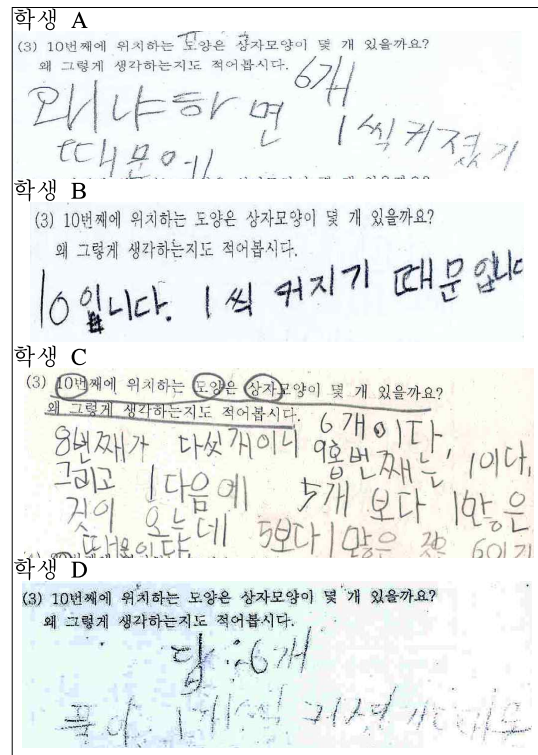 학생 A
(3) 10번째에 위치하는 도양은 상자모양이 몇 개 있을까요?
왜 그렇게 생각하는지도 적어봅시다.
6개
왜냐하면 1씩 커졌기
때문에
학생 B
(3) 10번째에 위치하는 도양은 상자모양이 몇 개 있을까요?
왜 그렇게 생각하는지도 적어봅시다.
10입니다. 1씩 커지기 때문입니다
학생 C
(3) 10번째에 위치하는 도양은 상자모양이 몇 개 있을까요?
왜 그렇게 생각하는지도 적어봅시다.
6개이다,
8번째가 다섯개이니 9홉번째는, 1이다,
그리고 1다음에 5개 보다 1많은
것이 오는데 5보다 1많은 6이기
때문이다
학생 D
(3) 10번째에 위치하는 도양은 상자모양이 몇 개 있을까요?
왜 그렇게 생각하는지도 적어봅시다.
답:6개
1개씩